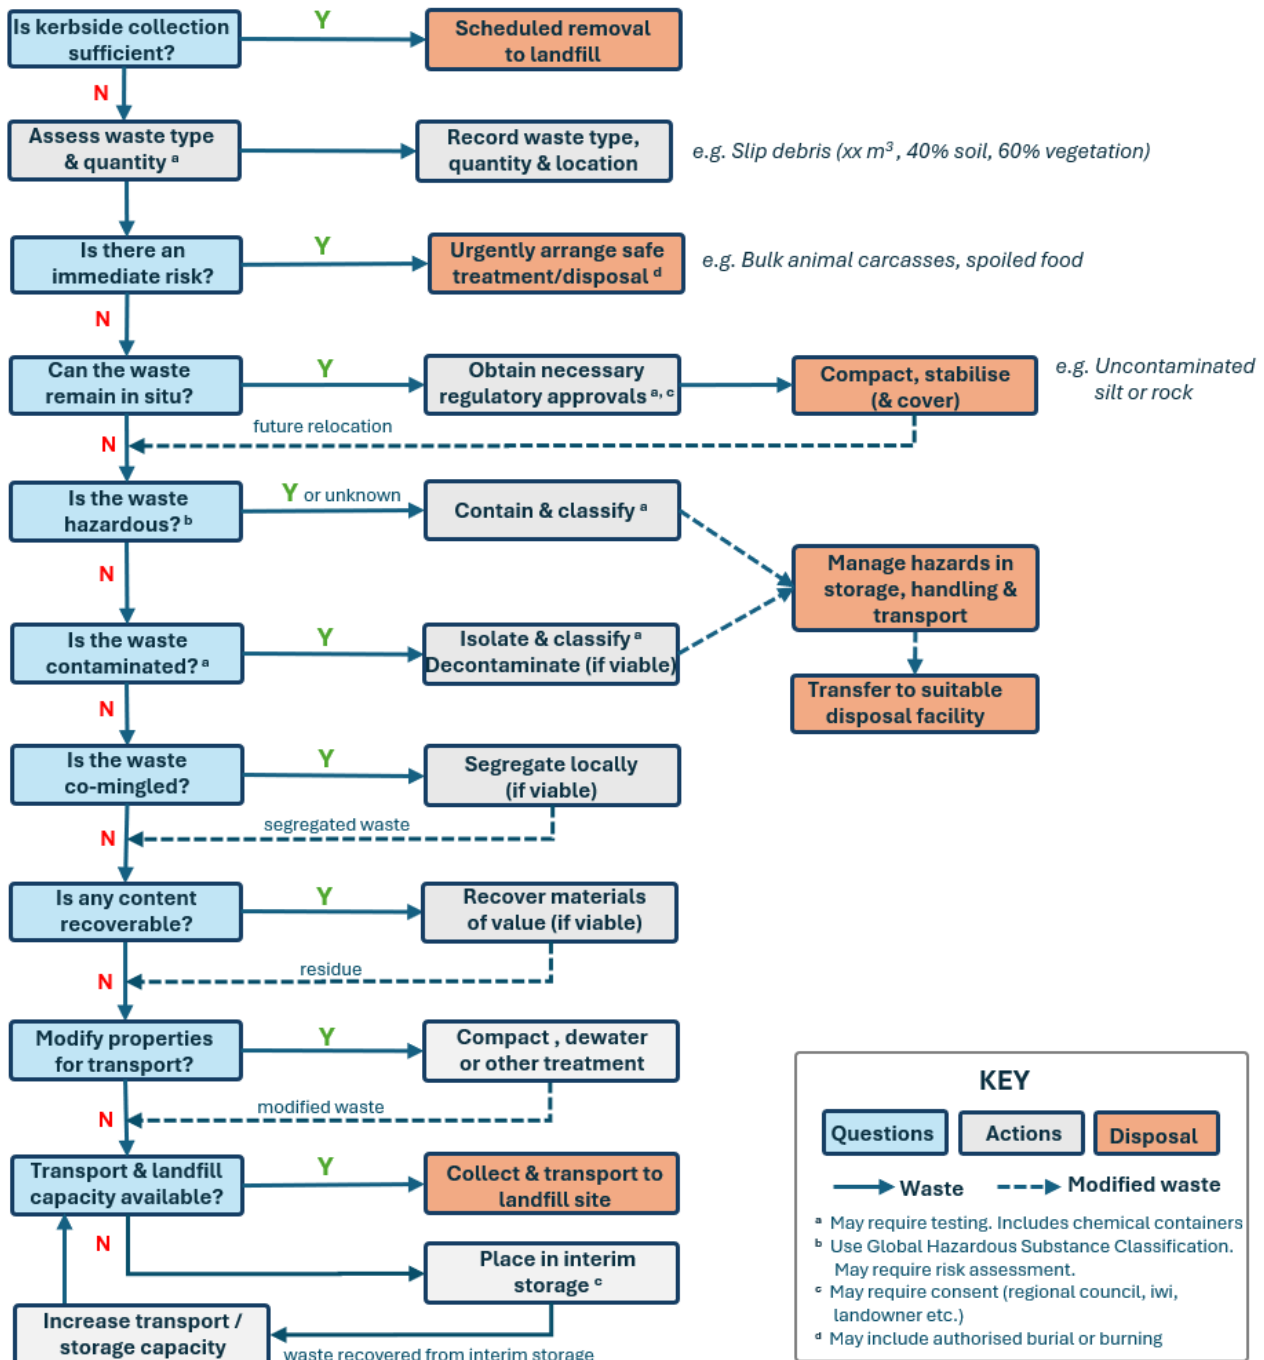 Is kerbside collection
sufficient?
Y
Scheduled removal
to landfill
N
Assess waste type
& quantity ᵃ
Record waste type,
quantity & location
e.g. Slip debris (xx m³ , 40% soil, 60% vegetation)
Is there an
immediate risk?
Y
Urgently arrange safe
treatment/disposal ᵈ
e.g. Bulk animal carcasses, spoiled food
N
Can the waste
remain in situ?
Y
Obtain necessary
regulatory approvals ᵃ, ᶜ
Compact, stabilise
(& cover)
e.g. Uncontaminated
silt or rock
future relocation
N
Is the waste
hazardous? ᵇ
Y or unknown
Contain & classify ᵃ
Manage hazards in
storage, handling &
transport
N
Is the waste
contaminated? ᵃ
Y
Isolate & classify ᵃ
Decontaminate (if viable)
Transfer to suitable
disposal facility
N
Is the waste
co-mingled?
Y
Segregate locally
(if viable)
segregated waste
N
Is any content
recoverable?
Y
Recover materials
of value (if viable)
residue
N
Modify properties
for transport?
Y
Compact , dewater
or other treatment
modified waste
N
Transport & landfill
capacity available?
Y
Collect & transport to
landfill site
N
Place in interim
storage ᶜ
Increase transport /
storage capacity
waste recovered from interim storage
KEY
Questions
Actions
Disposal
Waste
Modified waste
ᵃ May require testing. Includes chemical containers
ᵇ Use Global Hazardous Substance Classification.
May require risk assessment.
ᶜ May require consent (regional council, iwi,
landowner etc.)
ᵈ May include authorised burial or burning